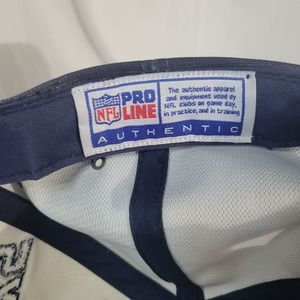 NFL
PRO
LINE
The authentic apparel
and equipment used by
NFL clubs on game day,
in practice, and in training
AUTHENTIC